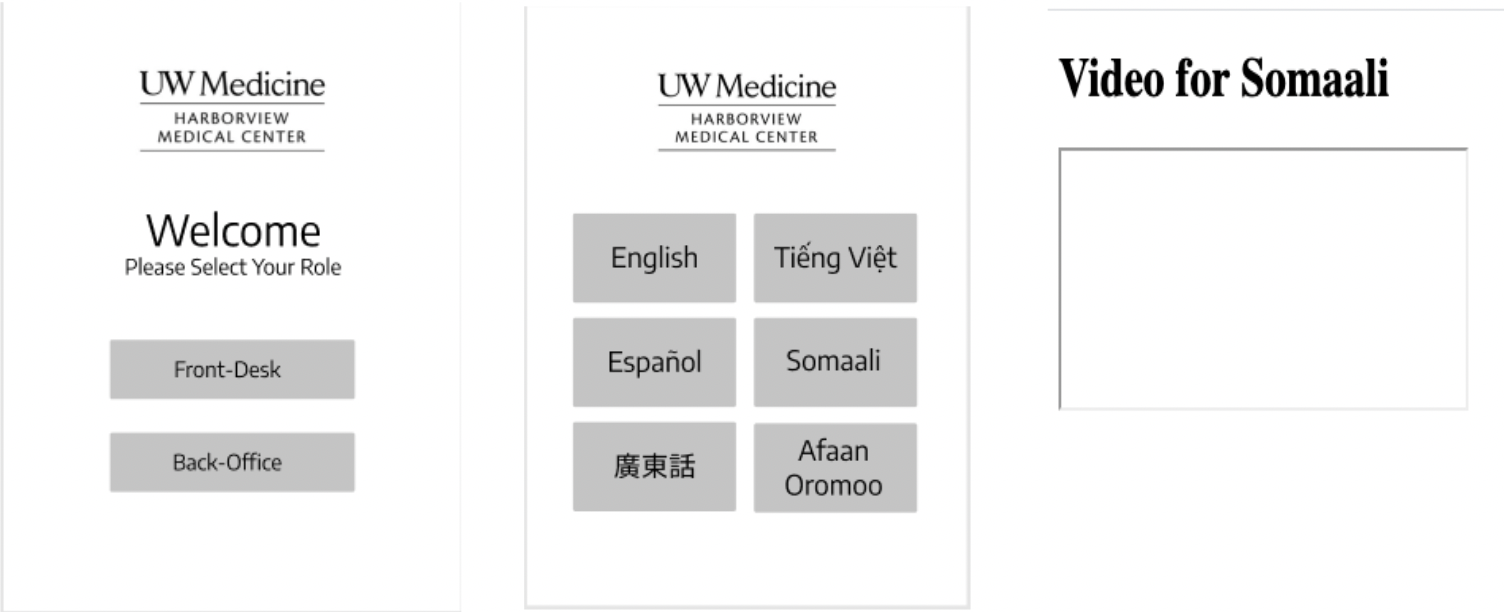 UW Medicine
HARBORVIEW
MEDICAL CENTER
Welcome
Please Select Your Role
Front-Desk
Back-Office
UW Medicine
HARBORVIEW
MEDICAL CENTER
English
Tiếng Việt
Español
Somaali
廣東話
Afaan
Oromoo
Video for Somaali